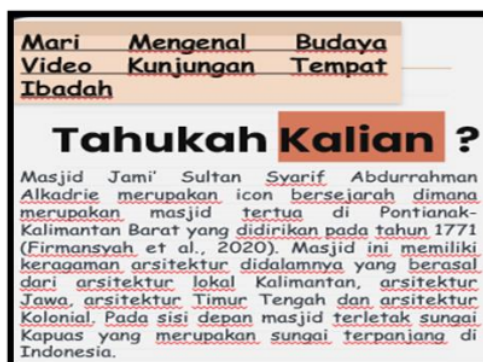 Mari Mengenal Budaya
Video Kunjungan Tempat
Ibadah
Tahukah Kalian ?
Masjid Jami' Sultan Syarif Abdurrahman
Alkadrie merupakan icon bersejarah dimana
merupakan masjid tertua di Pontianak-
Kalimantan Barat yang didirikan pada tahun 1771
(Firmansyah et al., 2020). Masjid ini memiliki
keragaman arsitektur didalamnya yang berasal
dari arsitektur lokal Kalimantan, arsitektur
Jawa, arsitektur Timur Tengah dan arsitektur
Kolonial. Pada sisi depan masjid terletak sungai
Kapuas yang merupakan sungai terpanjang di
Indonesia.